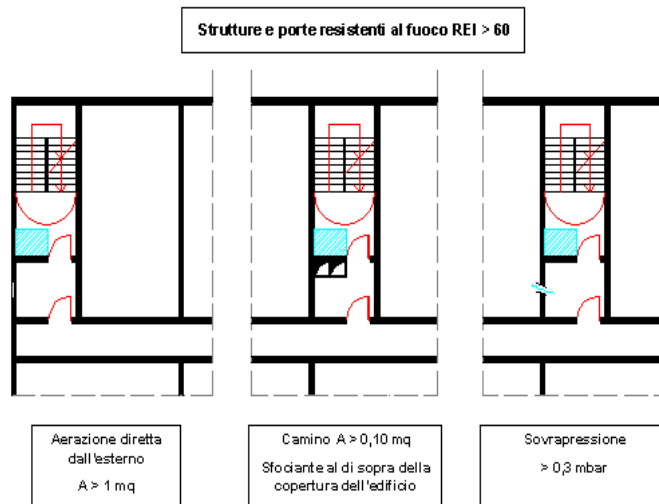 Strutture e porte resistenti al fuoco REI > 60
Aerazione diretta
dall'esterno
A > 1 mq
Camino A > 0,10 mq
Sfociante al di sopra della
copertura dell'edificio
Sovrapressione
> 0,3 mbar